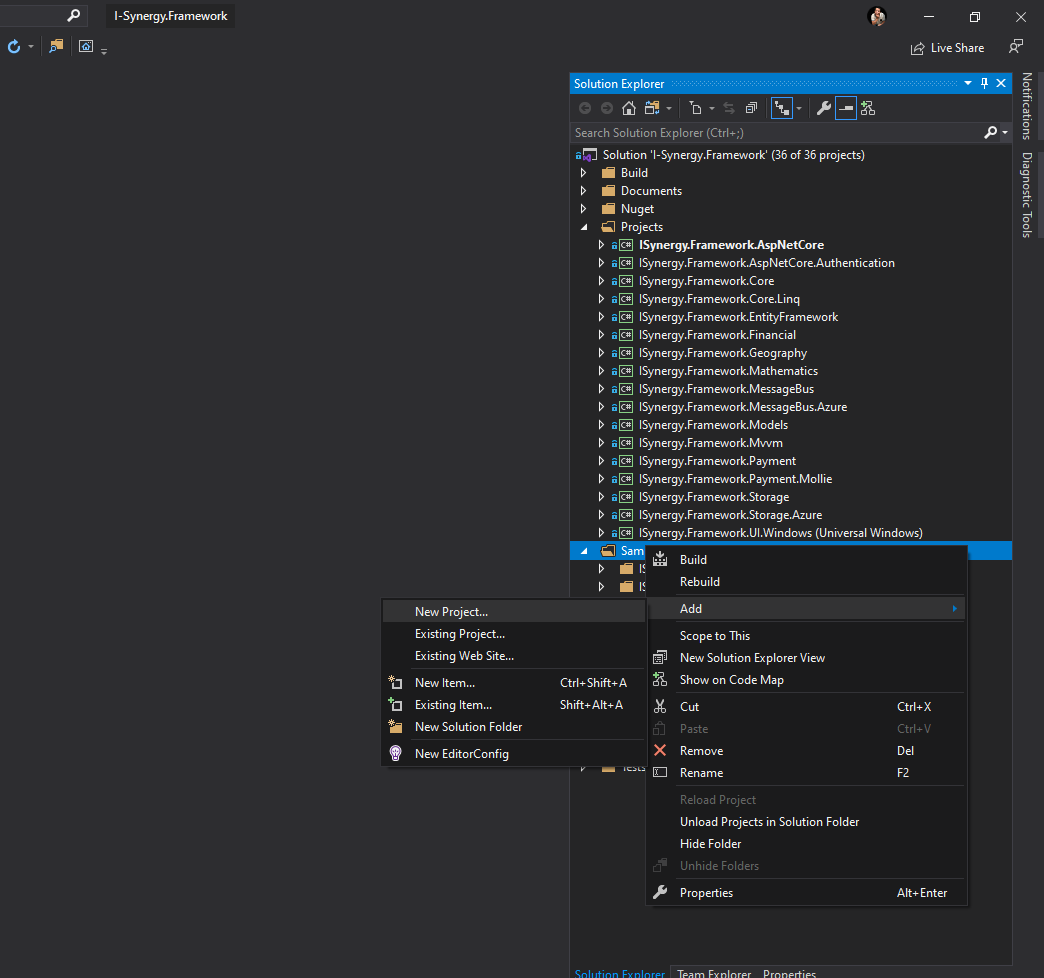 I-Synergy.Framework
Live Share
Solution Explorer
Search Solution Explorer (Ctrl+;)
Solution 'I-Synergy.Framework' (36 of 36 projects)
Build
Documents
Nuget
Projects
C# ISynergy.Framework.AspNetCore
C# ISynergy.Framework.AspNetCore.Authentication
C# ISynergy.Framework.Core
C# ISynergy.Framework.Core.Linq
C# ISynergy.Framework.EntityFramework
C# ISynergy.Framework.Financial
C# ISynergy.Framework.Geography
C# ISynergy.Framework.Mathematics
C# ISynergy.Framework.MessageBus
C# ISynergy.Framework.MessageBus.Azure
C# ISynergy.Framework.Models
C# ISynergy.Framework.Mvvm
C# ISynergy.Framework.Payment
C# ISynergy.Framework.Payment.Mollie
C# ISynergy.Framework.Storage
C# ISynergy.Framework.Storage.Azure
C# ISynergy.Framework.UI.Windows (Universal Windows)
Sam
Tests
Build
Rebuild
Add
Scope to This
New Solution Explorer View
Show on Code Map
Cut Ctrl+X
Paste Ctrl+V
Remove Del
Rename F2
Reload Project
Unload Projects in Solution Folder
Hide Folder
Unhide Folders
Properties Alt+Enter
New Project...
Existing Project...
Existing Web Site...
New Item... Ctrl+Shift+A
Existing Item... Shift+Alt+A
New Solution Folder
New EditorConfig
Solution Explorer Team Explorer Properties
Notifications
Diagnostic Tools